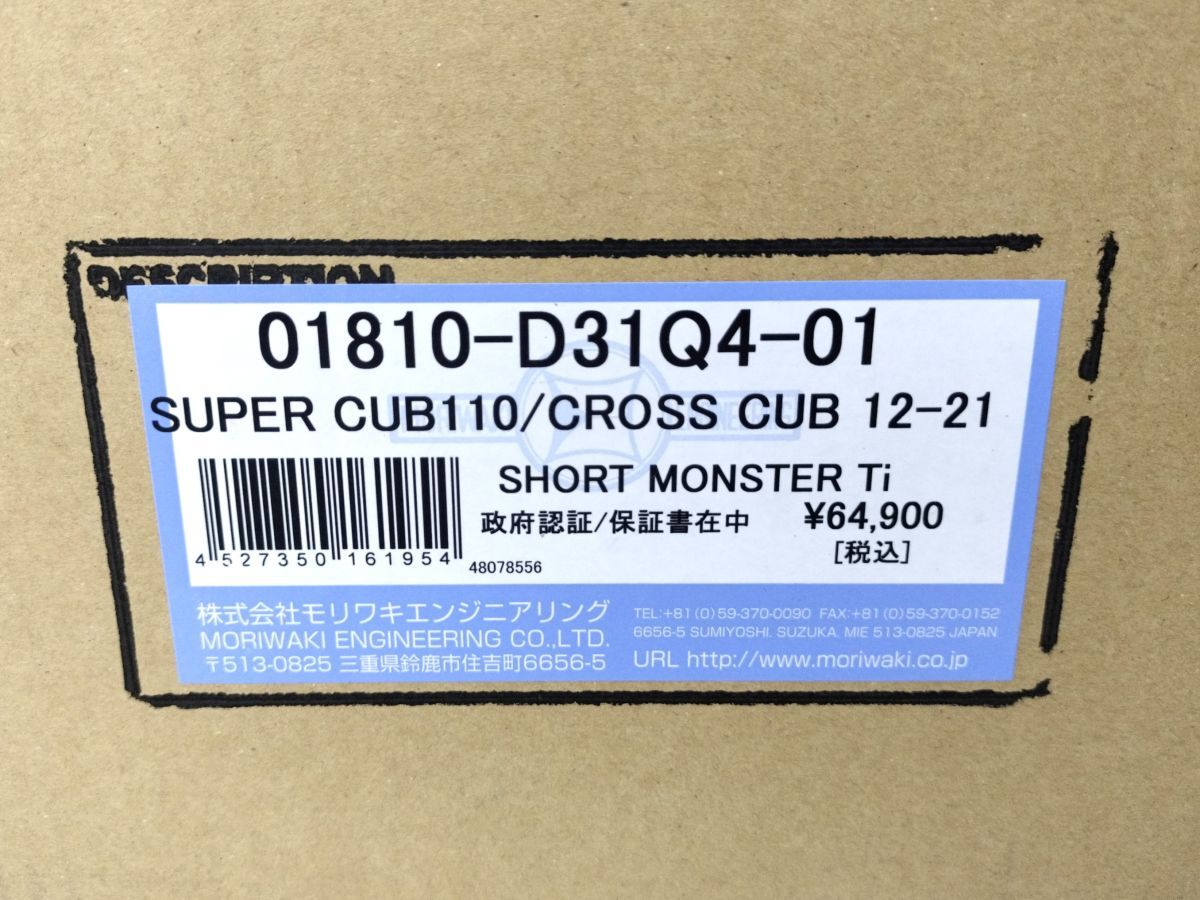 DESCRIPTION
01810-D31Q4-01
SUPER CUB110/CROSS CUB 12-21
SHORT MONSTER Ti
政府認証/保証書在中 ¥64,900
[税込]
4 527350 161954
48078556
株式会社モリワキエンジニアリング
MORIWAKI ENGINEERING CO.,LTD.
〒513-0825 三重県鈴鹿市住吉町6656-5
TEL:+81(0)59-370-0090 FAX:+81(0)59-370-0152
6656-5 SUMIYOSHI. SUZUKA. MIE 513-0825 JAPAN
URL http://www.moriwaki.co.jp